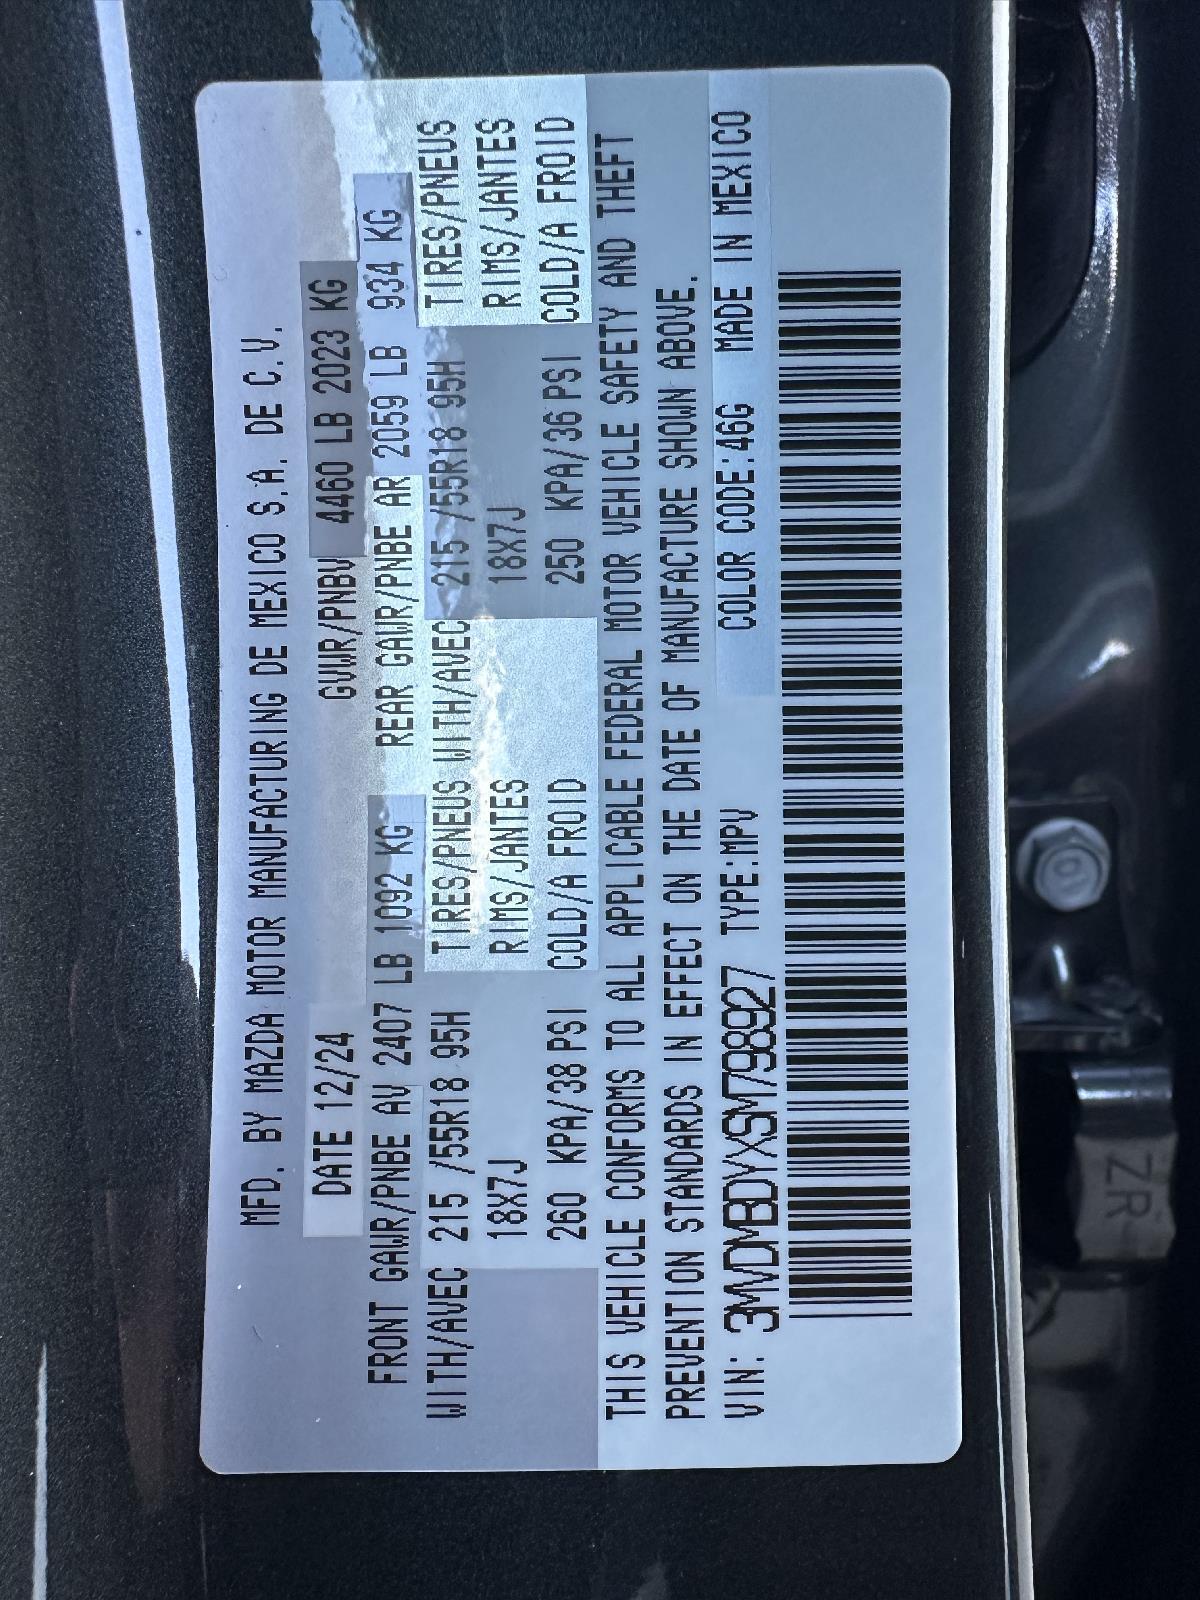 MFD. BY MAZDA MOTOR MANUFACTURING DE MEXICO S.A. DE C.V.
DATE 12/24 GVWR/PNBV 4460 LB 2023 KG
FRONT GAWR/PNBE AV 2407 LB 1092 KG REAR GAWR/PNBE AR 2059 LB 934 KG
WITH/AVEC 215 /55R18 95H TIRES/PNEUS WITH/AVEC 215 /55R18 95H TIRES/PNEUS
18X7J RIMS/JANTES 18X7J RIMS/JANTES
260 KPA/38 PSI COLD/A FROID 250 KPA/36 PSI COLD/A FROID
THIS VEHICLE CONFORMS TO ALL APPLICABLE FEDERAL MOTOR VEHICLE SAFETY AND THEFT
PREVENTION STANDARDS IN EFFECT ON THE DATE OF MANUFACTURE SHOWN ABOVE.
VIN: 3MVDMBDYXSM798927 TYPE:MPV COLOR CODE:46G MADE IN MEXICO
ZR